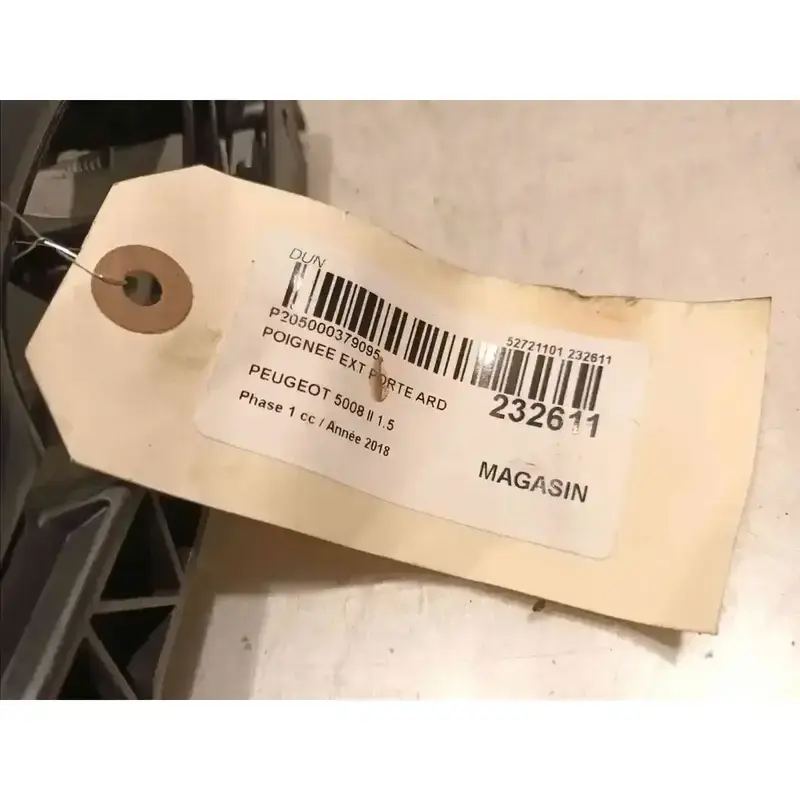 DUN
P205000379095
52721101 232611
POIGNEE EXT PORTE ARD
232611
PEUGEOT 5008 II 1.5
Phase 1 cc / Année 2018
MAGASIN